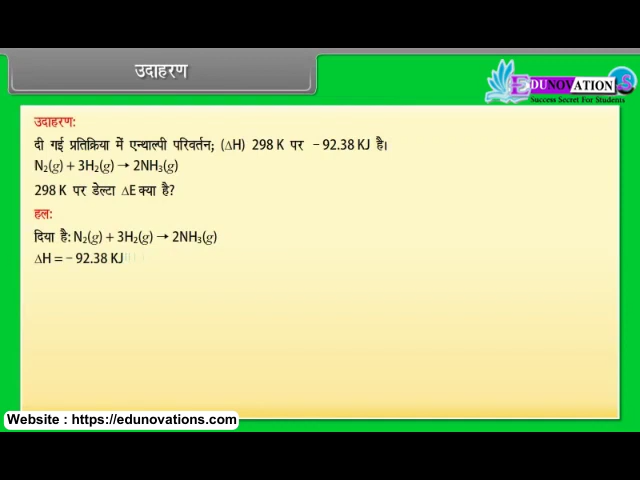 उदाहरण
EDUNOVATIONS
Success Secret For Students
उदाहरण:
दी गई प्रतिक्रिया में एन्थाल्पी परिवर्तन; (ΔH) 298 K पर − 92.38 KJ है।
N₂(g) + 3H₂(g) → 2NH₃(g)
298 K पर डेल्टा ΔE क्या है?
हल:
दिया है: N₂(g) + 3H₂(g) → 2NH₃(g)
ΔH = − 92.38 KJ
Website : https://edunovations.com